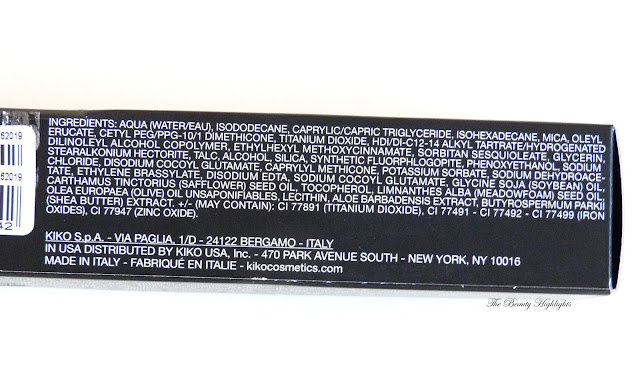 INGREDIENTS: AQUA (WATER/EAU), ISODODECANE, CAPRYLIC/CAPRIC TRIGLYCERIDE, ISOHEXADECANE, MICA, OLEYL
ERUCATE, CETYL PEG/PPG-10/1 DIMETHICONE, TITANIUM DIOXIDE, HDI/DI-C12-14 ALKYL TARTRATE/HYDROGENATED
DILINOLEYL ALCOHOL COPOLYMER, ETHYLHEXYL METHOXYCINNAMATE, SORBITAN SESQUIOLEATE, GLYCERIN,
STEARALKONIUM HECTORITE, TALC, ALCOHOL, SILICA, SYNTHETIC FLUORPHLOGOPITE, PHENOXYETHANOL, SODIUM
CHLORIDE, DISODIUM COCOYL GLUTAMATE, CAPRYLYL METHICONE, POTASSIUM SORBATE, SODIUM DEHYDROACE-
TATE, ETHYLENE BRASSYLATE, DISODIUM EDTA, SODIUM COCOYL GLUTAMATE, GLYCINE SOJA (SOYBEAN) OIL,
CARTHAMUS TINCTORIUS (SAFFLOWER) SEED OIL, TOCOPHEROL, LIMNANTHES ALBA (MEADOWFOAM) SEED OIL,
OLEA EUROPAEA (OLIVE) OIL UNSAPONIFIABLES, LECITHIN, ALOE BARBADENSIS EXTRACT, BUTYROSPERMUM PARKII
(SHEA BUTTER) EXTRACT. +/- (MAY CONTAIN): CI 77891 (TITANIUM DIOXIDE), CI 77491 - CI 77492 - CI 77499 (IRON
OXIDES), CI 77947 (ZINC OXIDE).
KIKO S.p.A. - VIA PAGLIA, 1/D - 24122 BERGAMO - ITALY
IN USA DISTRIBUTED BY KIKO USA, Inc. - 470 PARK AVENUE SOUTH - NEW YORK, NY 10016
MADE IN ITALY - FABRIQUÉ EN ITALIE - kikocosmetics.com
62019
62019
42
The Beauty Highlights